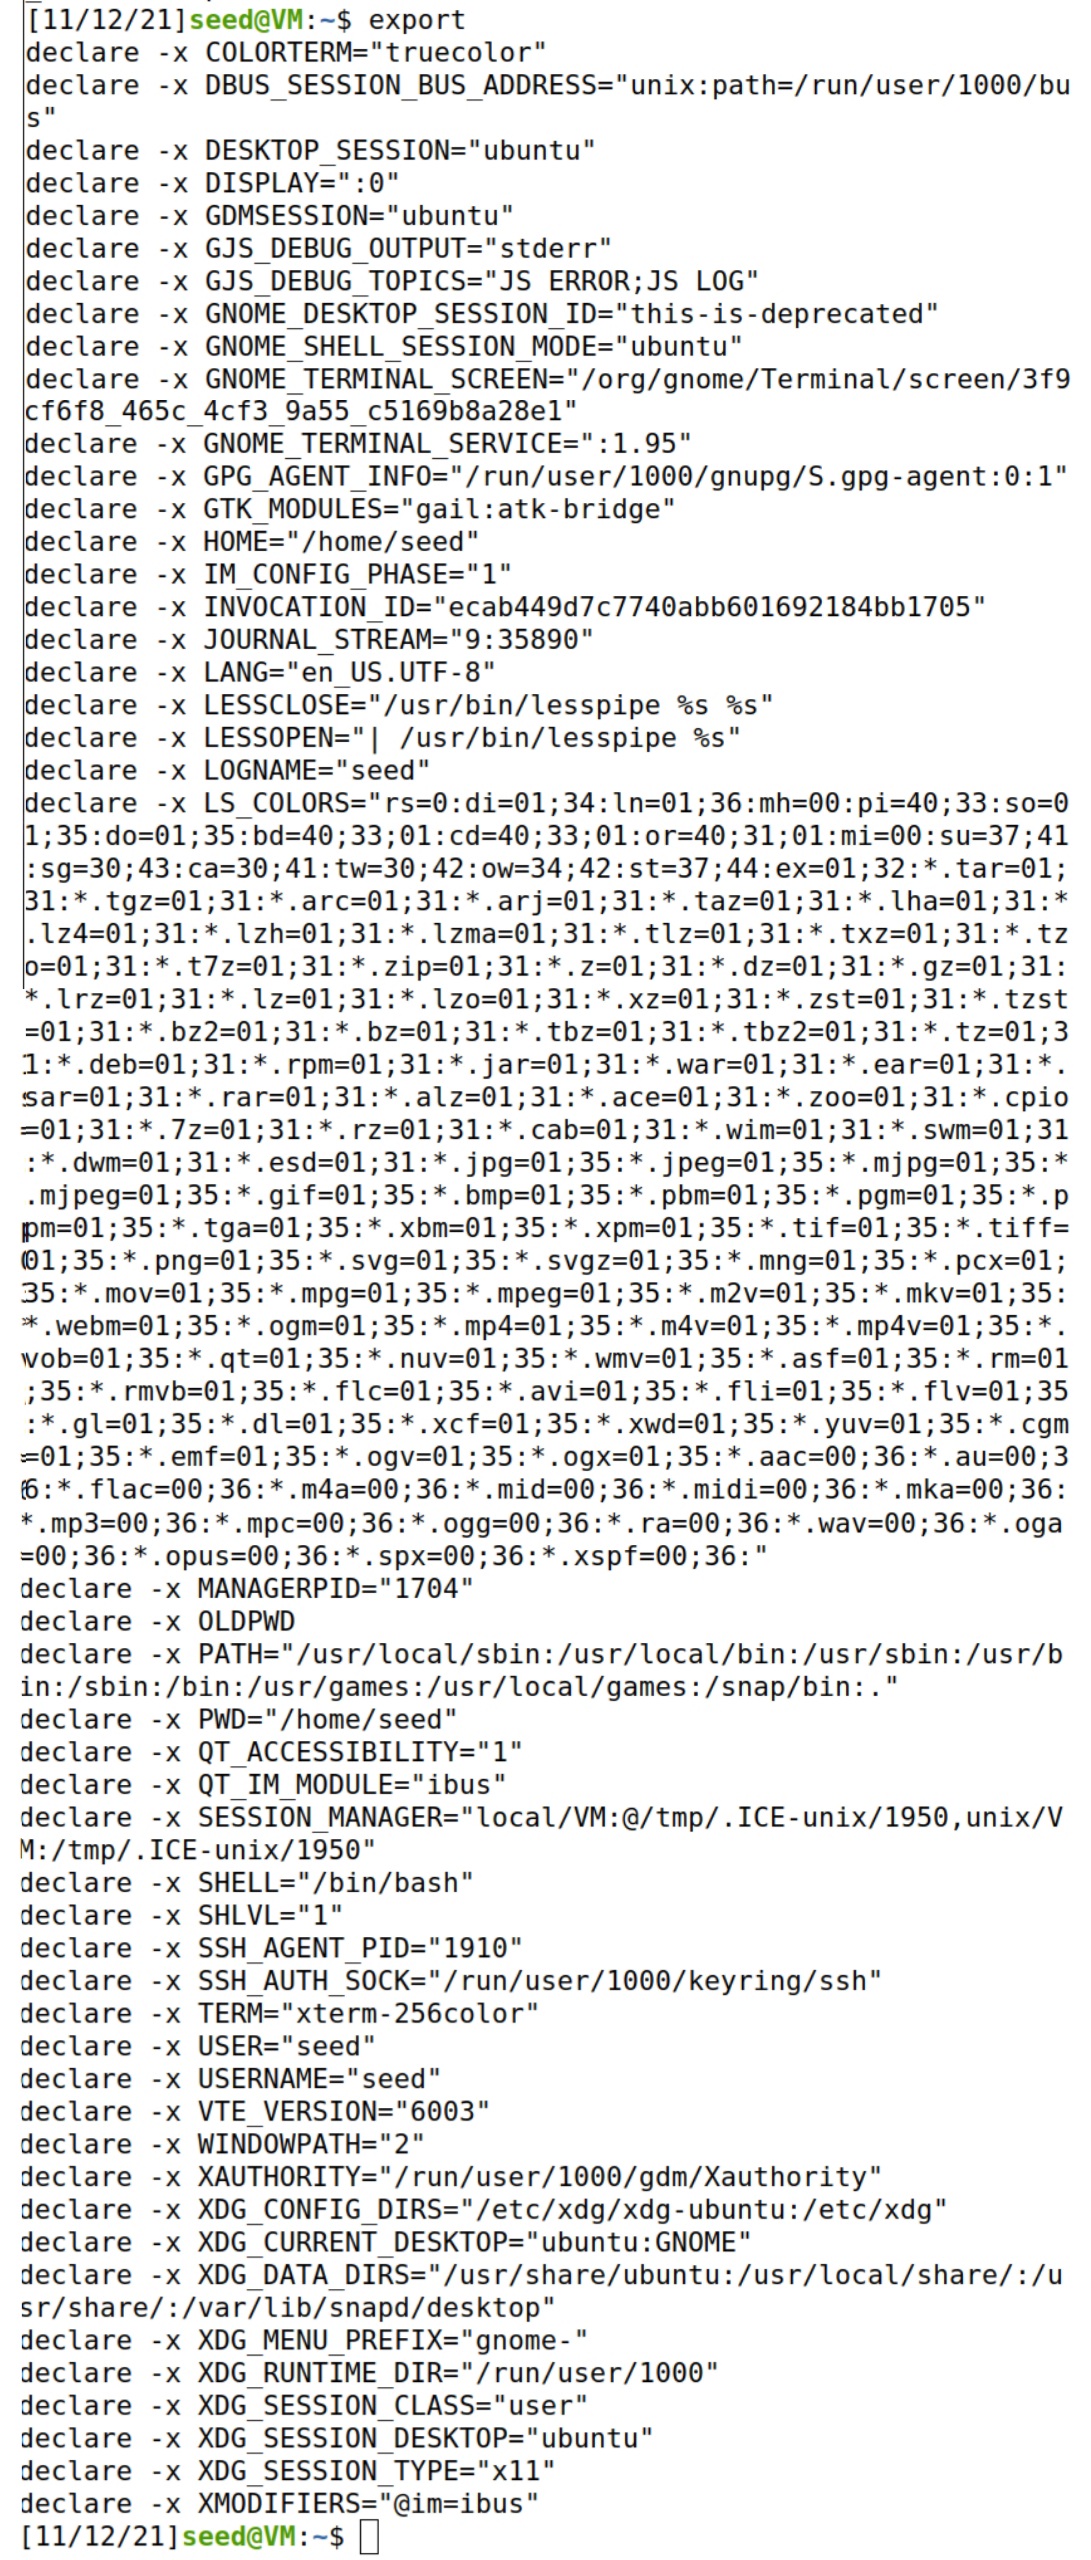 [11/12/21]seed@VM:~$ export
declare -x COLORTERM="truecolor"
declare -x DBUS_SESSION_BUS_ADDRESS="unix:path=/run/user/1000/bu
s"
declare -x DESKTOP_SESSION="ubuntu"
declare -x DISPLAY=":0"
declare -x GDMSESSION="ubuntu"
declare -x GJS_DEBUG_OUTPUT="stderr"
declare -x GJS_DEBUG_TOPICS="JS ERROR;JS LOG"
declare -x GNOME_DESKTOP_SESSION_ID="this-is-deprecated"
declare -x GNOME_SHELL_SESSION_MODE="ubuntu"
declare -x GNOME_TERMINAL_SCREEN="/org/gnome/Terminal/screen/3f9
cf6f8_465c_4cf3_9a55_c5169b8a28e1"
declare -x GNOME_TERMINAL_SERVICE=":1.95"
declare -x GPG_AGENT_INFO="/run/user/1000/gnupg/S.gpg-agent:0:1"
declare -x GTK_MODULES="gail:atk-bridge"
declare -x HOME="/home/seed"
declare -x IM_CONFIG_PHASE="1"
declare -x INVOCATION_ID="ecab449d7c7740abb601692184bb1705"
declare -x JOURNAL_STREAM="9:35890"
declare -x LANG="en_US.UTF-8"
declare -x LESSCLOSE="/usr/bin/lesspipe %s %s"
declare -x LESSOPEN="| /usr/bin/lesspipe %s"
declare -x LOGNAME="seed"
declare -x LS_COLORS="rs=0:di=01;34:ln=01;36:mh=00:pi=40;33:so=0
1;35:do=01;35:bd=40;33;01:cd=40;33;01:or=40;31;01:mi=00:su=37;41
:sg=30;43:ca=30;41:tw=30;42:ow=34;42:st=37;44:ex=01;32:*.tar=01;
31:*.tgz=01;31:*.arc=01;31:*.arj=01;31:*.taz=01;31:*.lha=01;31:*
.lz4=01;31:*.lzh=01;31:*.lzma=01;31:*.tlz=01;31:*.txz=01;31:*.tz
o=01;31:*.t7z=01;31:*.zip=01;31:*.z=01;31:*.dz=01;31:*.gz=01;31:
*.lrz=01;31:*.lz=01;31:*.lzo=01;31:*.xz=01;31:*.zst=01;31:*.tzst
=01;31:*.bz2=01;31:*.bz=01;31:*.tbz=01;31:*.tbz2=01;31:*.tz=01;3
1:*.deb=01;31:*.rpm=01;31:*.jar=01;31:*.war=01;31:*.ear=01;31:*.
sar=01;31:*.rar=01;31:*.alz=01;31:*.ace=01;31:*.zoo=01;31:*.cpio
=01;31:*.7z=01;31:*.rz=01;31:*.cab=01;31:*.wim=01;31:*.swm=01;31
:*.dwm=01;31:*.esd=01;31:*.jpg=01;35:*.jpeg=01;35:*.mjpg=01;35:*
.mjpeg=01;35:*.gif=01;35:*.bmp=01;35:*.pbm=01;35:*.pgm=01;35:*.p
pm=01;35:*.tga=01;35:*.xbm=01;35:*.xpm=01;35:*.tif=01;35:*.tiff=
01;35:*.png=01;35:*.svg=01;35:*.svgz=01;35:*.mng=01;35:*.pcx=01;
35:*.mov=01;35:*.mpg=01;35:*.mpeg=01;35:*.m2v=01;35:*.mkv=01;35:
*.webm=01;35:*.ogm=01;35:*.mp4=01;35:*.m4v=01;35:*.mp4v=01;35:*.
vob=01;35:*.qt=01;35:*.nuv=01;35:*.wmv=01;35:*.asf=01;35:*.rm=01
;35:*.rmvb=01;35:*.flc=01;35:*.avi=01;35:*.fli=01;35:*.flv=01;35
:*.gl=01;35:*.dl=01;35:*.xcf=01;35:*.xwd=01;35:*.yuv=01;35:*.cgm
=01;35:*.emf=01;35:*.ogv=01;35:*.ogx=01;35:*.aac=00;36:*.au=00;3
6:*.flac=00;36:*.m4a=00;36:*.mid=00;36:*.midi=00;36:*.mka=00;36:
*.mp3=00;36:*.mpc=00;36:*.ogg=00;36:*.ra=00;36:*.wav=00;36:*.oga
=00;36:*.opus=00;36:*.spx=00;36:*.xspf=00;36:"
declare -x MANAGERPID="1704"
declare -x OLDPWD
declare -x PATH="/usr/local/sbin:/usr/local/bin:/usr/sbin:/usr/b
in:/sbin:/bin:/usr/games:/usr/local/games:/snap/bin:."
declare -x PWD="/home/seed"
declare -x QT_ACCESSIBILITY="1"
declare -x QT_IM_MODULE="ibus"
declare -x SESSION_MANAGER="local/VM:@/tmp/.ICE-unix/1950,unix/V
M:/tmp/.ICE-unix/1950"
declare -x SHELL="/bin/bash"
declare -x SHLVL="1"
declare -x SSH_AGENT_PID="1910"
declare -x SSH_AUTH_SOCK="/run/user/1000/keyring/ssh"
declare -x TERM="xterm-256color"
declare -x USER="seed"
declare -x USERNAME="seed"
declare -x VTE_VERSION="6003"
declare -x WINDOWPATH="2"
declare -x XAUTHORITY="/run/user/1000/gdm/Xauthority"
declare -x XDG_CONFIG_DIRS="/etc/xdg/xdg-ubuntu:/etc/xdg"
declare -x XDG_CURRENT_DESKTOP="ubuntu:GNOME"
declare -x XDG_DATA_DIRS="/usr/share/ubuntu:/usr/local/share/:/u
sr/share/:/var/lib/snapd/desktop"
declare -x XDG_MENU_PREFIX="gnome-"
declare -x XDG_RUNTIME_DIR="/run/user/1000"
declare -x XDG_SESSION_CLASS="user"
declare -x XDG_SESSION_DESKTOP="ubuntu"
declare -x XDG_SESSION_TYPE="x11"
declare -x XMODIFIERS="@im=ibus"
[11/12/21]seed@VM:~$